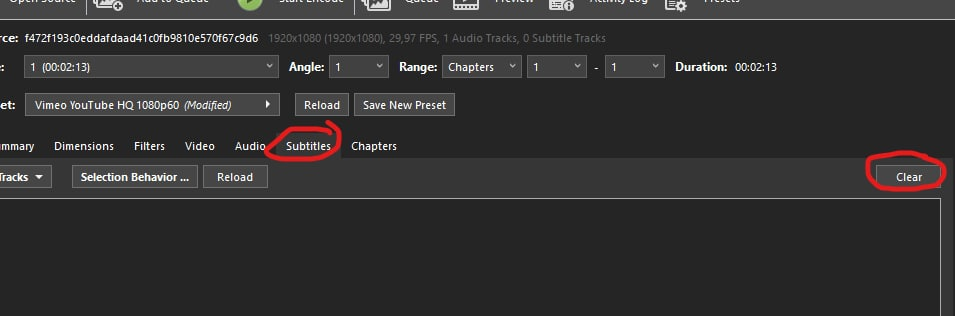 Open Source Add to Queue Start Encode Queue Preview Activity Log Presets
rce: f472f193c0eddafdaad41c0fb9810e570f67c9d6 1920x1080 (1920x1080), 29,97 FPS, 1 Audio Tracks, 0 Subtitle Tracks
e: 1 (00:02:13) Angle: 1 Range: Chapters 1 - 1 Duration: 00:02:13
et: Vimeo YouTube HQ 1080p60 (Modified) Reload Save New Preset
mmary Dimensions Filters Video Audio Subtitles Chapters
Tracks Selection Behavior ... Reload Clear